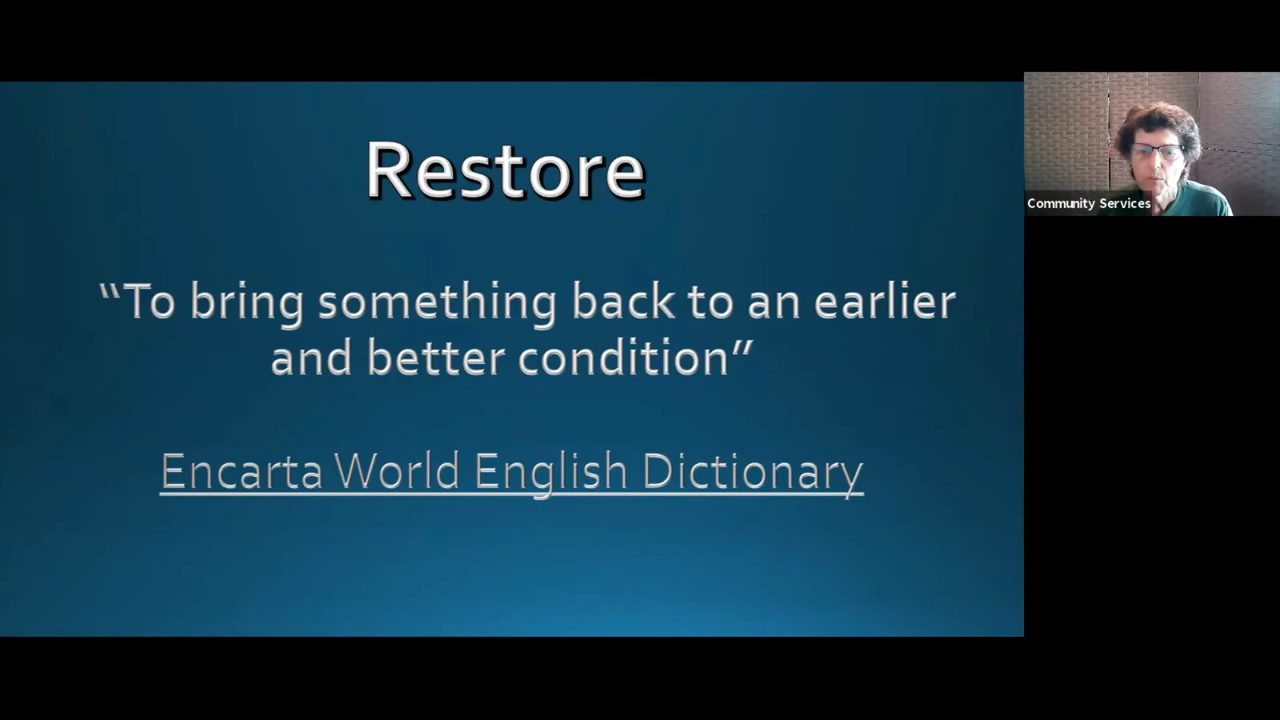 Restore
“To bring something back to an earlier
and better condition”
Encarta World English Dictionary
Community Services